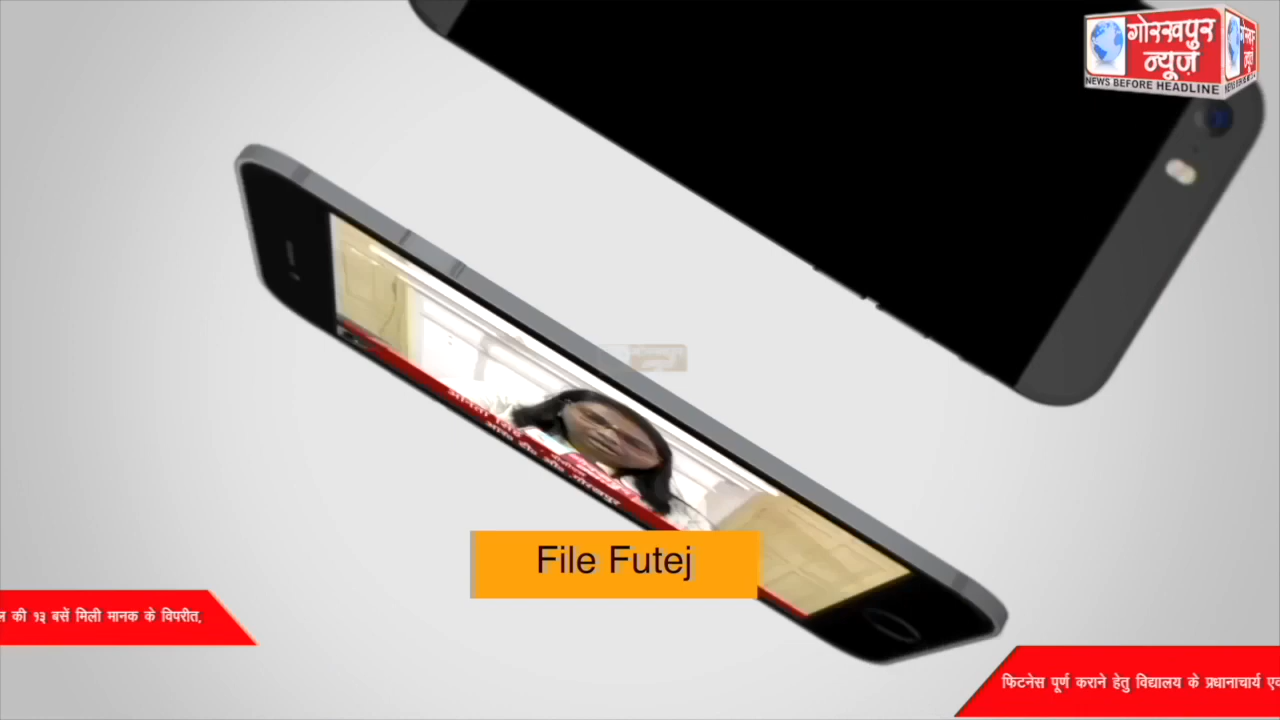 गोरखपुर
न्यूज़
NEWS BEFORE HEADLINE
File Futej
की १३ बसें मिली मानक के विपरीत,
फिटनेस पूर्ण कराने हेतु विद्यालय के प्रधानाचार्य